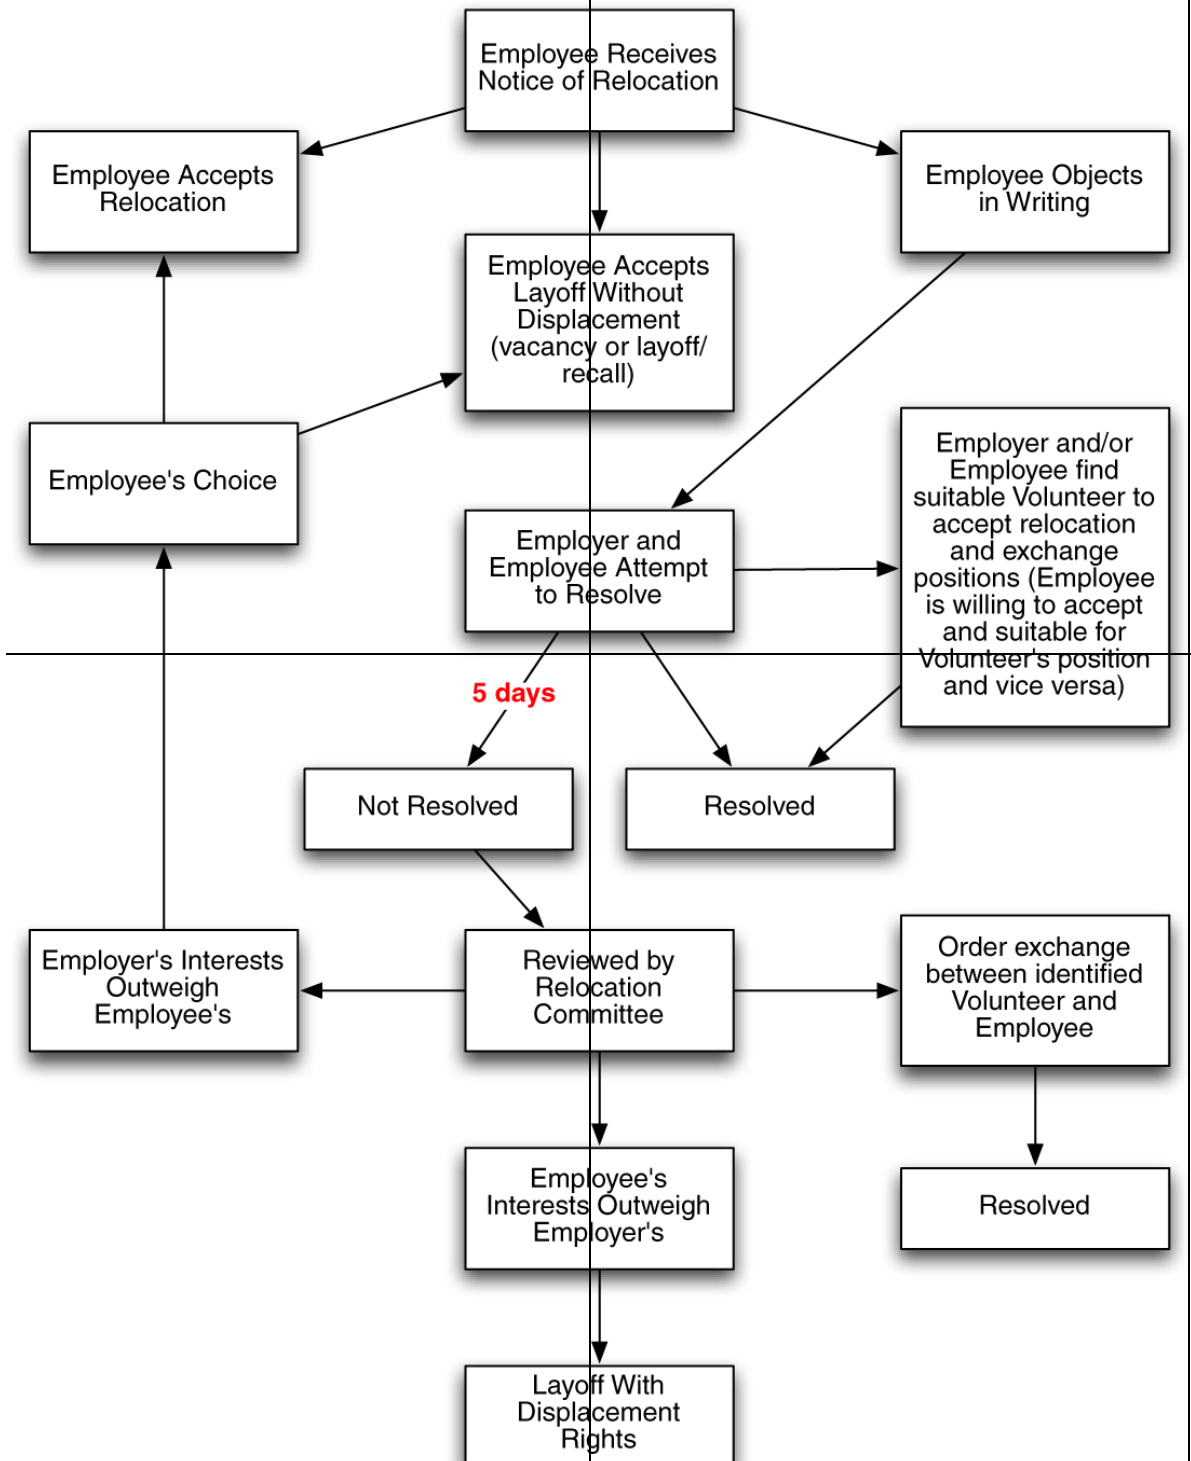 Employee Receives
Notice of Relocation
Employee Accepts
Relocation
Employee Objects
in Writing
Employee Accepts
Layoff Without
Displacement
(vacancy or layoff/
recall)
Employee's Choice
Employer and
Employee Attempt
to Resolve
Employer and/or
Employee find
suitable Volunteer to
accept relocation
and exchange
positions (Employee
is willing to accept
and suitable for
Volunteer's position
and vice versa)
5 days
Not Resolved
Resolved
Employer's Interests
Outweigh
Employee's
Reviewed by
Relocation
Committee
Order exchange
between identified
Volunteer and
Employee
Employee's
Interests Outweigh
Employer's
Resolved
Layoff With
Displacement
Rights